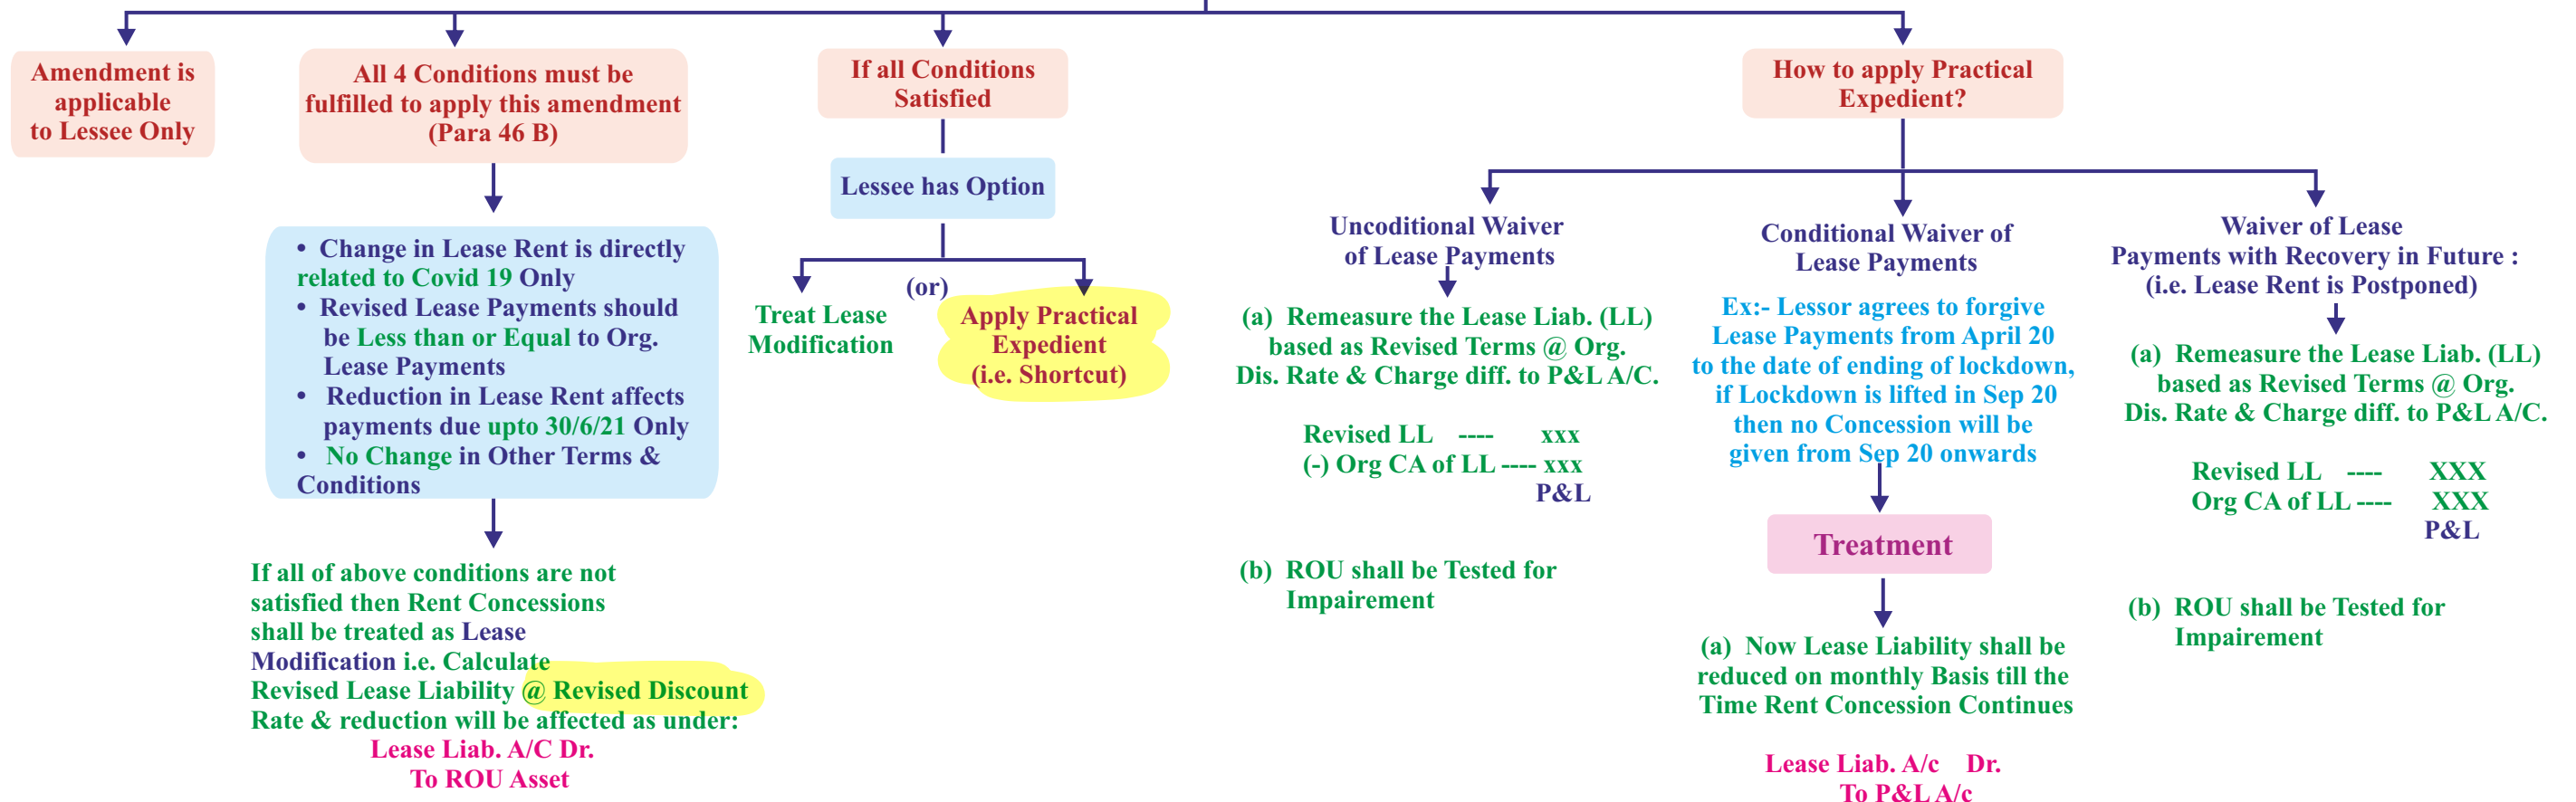 Amendment is
applicable
to Lessee Only
All 4 Conditions must be
fulfilled to apply this amendment
(Para 46 B)
• Change in Lease Rent is directly
related to Covid 19 Only
• Revised Lease Payments should
be Less than or Equal to Org.
Lease Payments
• Reduction in Lease Rent affects
payments due upto 30/6/21 Only
• No Change in Other Terms &
Conditions
If all of above conditions are not
satisfied then Rent Concessions
shall be treated as Lease
Modification i.e. Calculate
Revised Lease Liability @ Revised Discount
Rate & reduction will be affected as under:
Lease Liab. A/C Dr.
To ROU Asset
If all Conditions
Satisfied
Lessee has Option
(or)
Treat Lease
Modification
Apply Practical
Expedient
(i.e. Shortcut)
How to apply Practical
Expedient?
Uncoditional Waiver
of Lease Payments
(a) Remeasure the Lease Liab. (LL)
based as Revised Terms @ Org.
Dis. Rate & Charge diff. to P&L A/C.
Revised LL ---- xxx
(-) Org CA of LL ---- xxx
P&L
(b) ROU shall be Tested for
Impairement
Conditional Waiver of
Lease Payments
Ex:- Lessor agrees to forgive
Lease Payments from April 20
to the date of ending of lockdown,
if Lockdown is lifted in Sep 20
then no Concession will be
given from Sep 20 onwards
Treatment
(a) Now Lease Liability shall be
reduced on monthly Basis till the
Time Rent Concession Continues
Lease Liab. A/c Dr.
To P&L A/c
Waiver of Lease
Payments with Recovery in Future :
(i.e. Lease Rent is Postponed)
(a) Remeasure the Lease Liab. (LL)
based as Revised Terms @ Org.
Dis. Rate & Charge diff. to P&L A/C.
Revised LL ---- XXX
Org CA of LL ---- XXX
P&L
(b) ROU shall be Tested for
Impairement